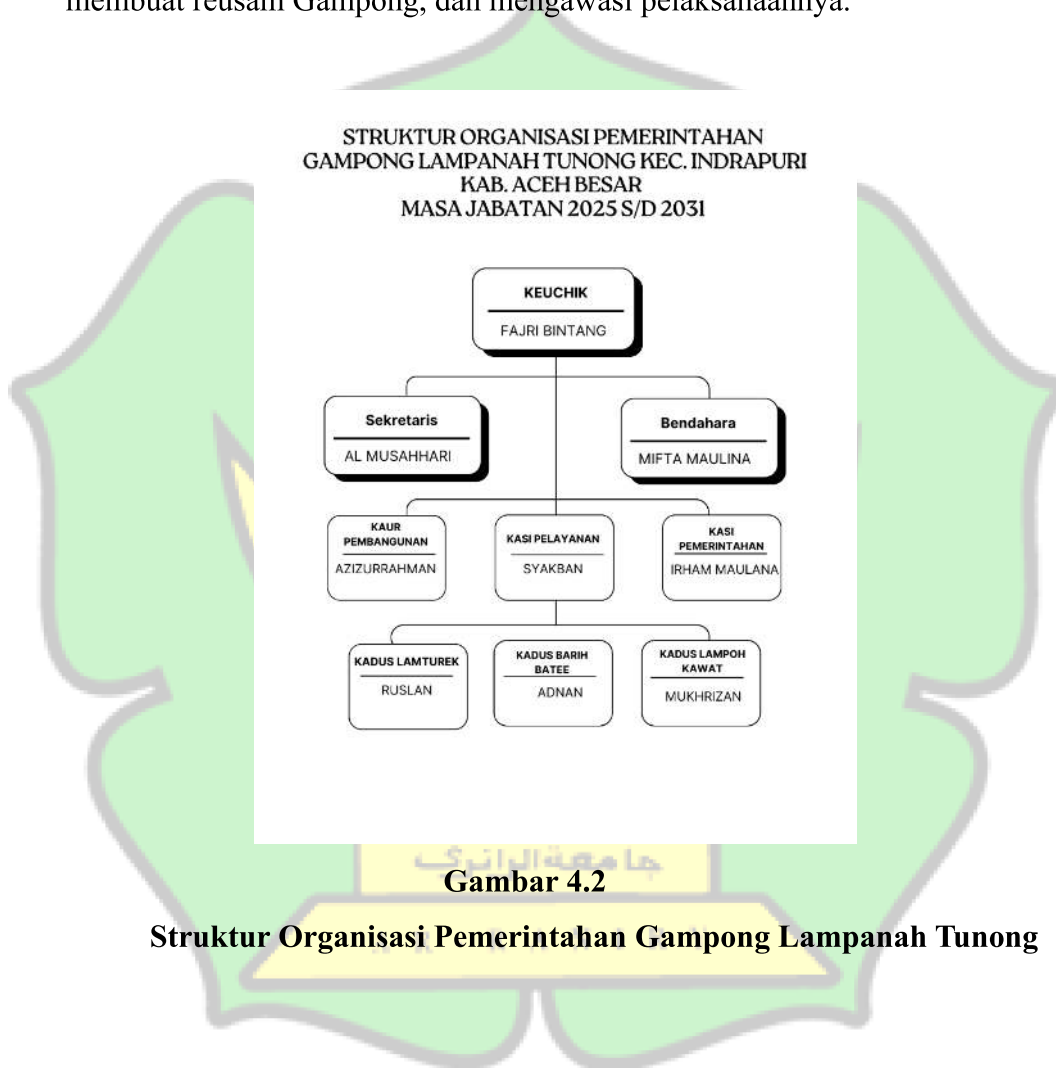 membuat reusam Gampong, dan mengawasi pelaksanaannya.
STRUKTUR ORGANISASI PEMERINTAHAN
GAMPONG LAMPANAH TUNONG KEC. INDRAPURI
KAB. ACEH BESAR
MASA JABATAN 2025 S/D 2031
KEUCHIK
FAJRI BINTANG
Sekretaris
AL MUSAHHARI
Bendahara
MIFTA MAULINA
KAUR
PEMBANGUNAN
AZIZURRAHMAN
KASI PELAYANAN
SYAKBAN
KASI
PEMERINTAHAN
IRHAM MAULANA
KADUS LAMTUREK
RUSLAN
KADUS BARIH
BATEE
ADNAN
KADUS LAMPOH
KAWAT
MUKHRIZAN
جامعة الرانري
Gambar 4.2
Struktur Organisasi Pemerintahan Gampong Lampanah Tunong